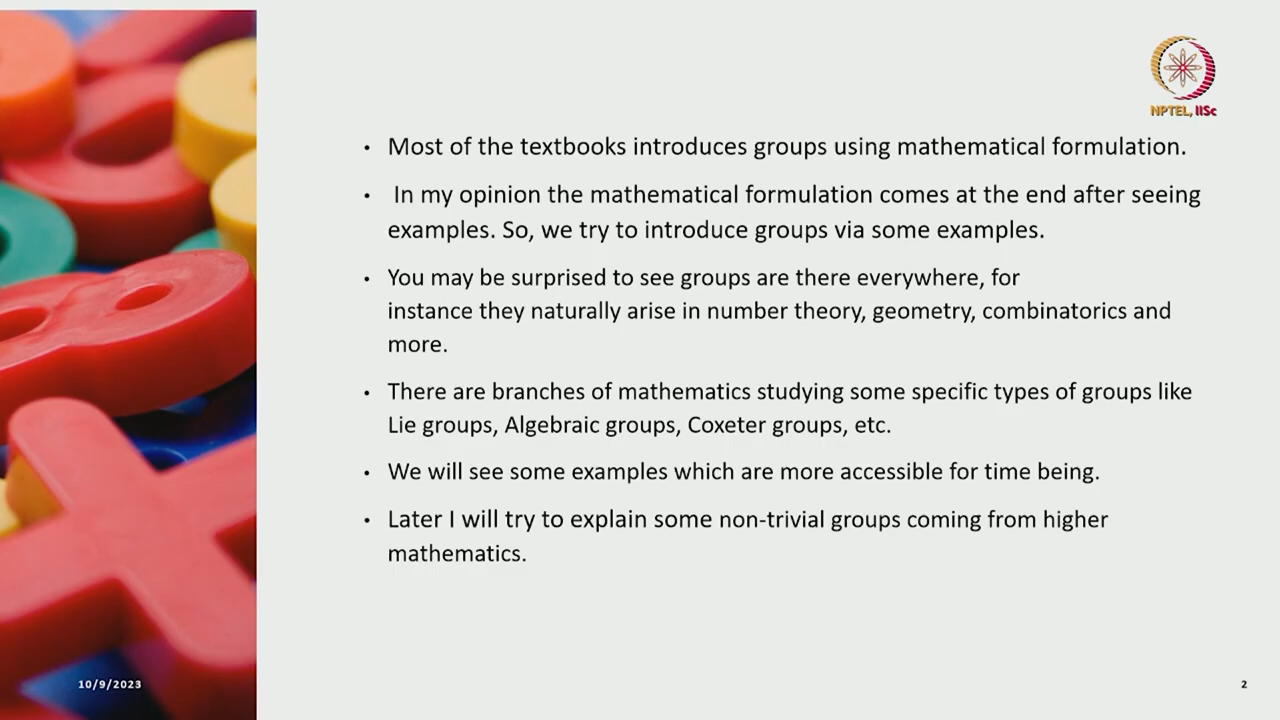 NPTEL, IISc
• Most of the textbooks introduces groups using mathematical formulation.
• In my opinion the mathematical formulation comes at the end after seeing
examples. So, we try to introduce groups via some examples.
• You may be surprised to see groups are there everywhere, for
instance they naturally arise in number theory, geometry, combinatorics and
more.
• There are branches of mathematics studying some specific types of groups like
Lie groups, Algebraic groups, Coxeter groups, etc.
• We will see some examples which are more accessible for time being.
• Later I will try to explain some non-trivial groups coming from higher
mathematics.
10/9/2023
2